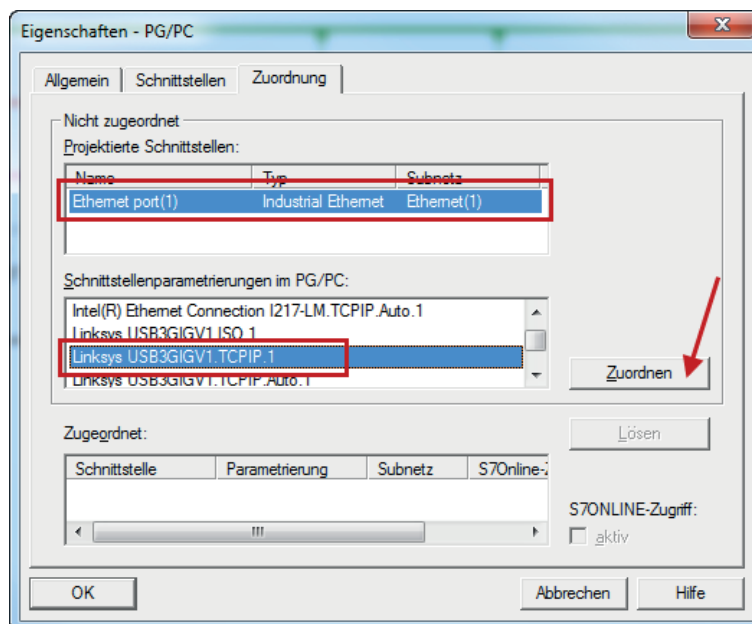 Eigenschaften - PG/PC
Allgemein Schnittstellen Zuordnung
Nicht zugeordnet
Projektierte Schnittstellen:
Name Typ Subnetz
Ethernet port(1) Industrial Ethernet Ethernet(1)
Schnittstellenparametrierungen im PG/PC:
Intel(R) Ethernet Connection I217-LM.TCPIP.Auto.1
Linksys USB3GIGV1.ISO.1
Linksys USB3GIGV1.TCPIP.1
Linksys USB3GIGV1.TCPIP.Auto.1
Zuordnen
Zugeordnet:
Lösen
Schnittstelle Parametrierung Subnetz S7Online-
S7ONLINE-Zugriff:
aktiv
OK Abbrechen Hilfe